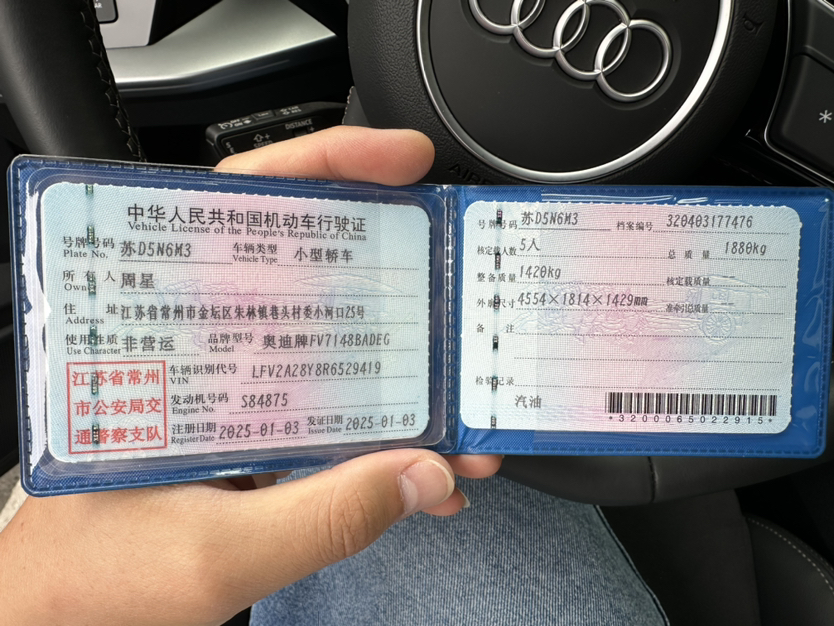 DISTANCE
中华人民共和国机动车行驶证
Vehicle License of the People's Republic of China
号牌号码 苏D5N6M3 车辆类型 小型轿车
Plate No. Vehicle Type
所有人 周星
Owner
住址 江苏省常州市金坛区朱林镇巷头村委小河口25号
Address
使用性质 非营运 品牌型号 奥迪牌FV7148BADEG
Use Character Model
江苏省常州
市公安局交
通警察支队
车辆识别代号 LFV2A28Y8R6529419
VIN
发动机号码 S84875
Engine No.
注册日期 2025-01-03 发证日期 2025-01-03
Register Date Issue Date
号牌号码 苏D5N6M3 档案编号 320403177476
核定载人数 5人 总质量 1880kg
整备质量 1420kg 核定载质量
外廓尺寸 4554×1814×1429mm 准牵引总质量
备注
检验记录
汽油
*3200065022915*